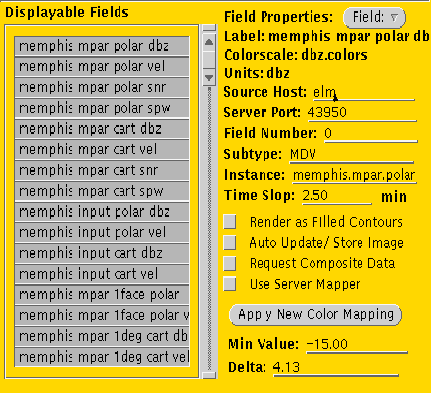 Displayable Fields
memphis mpar polar dbz
memphis mpar polar vel
memphis mpar polar snr
memphis mpar polar spw
memphis mpar cart dbz
memphis mpar cart vel
memphis mpar cart snr
memphis mpar cart spw
memphis input polar dbz
memphis input polar vel
memphis input cart dbz
memphis input cart vel
memphis mpar 1face polar
memphis mpar 1face polar v
memphis mpar 1deg cart db
memphis mpar 1deg cart vel
Field Properties: Field:
Label: memphis mpar polar db
Colorscale: dbz.colors
Units: dbz
Source Host: elm
Server Port: 43950
Field Number: 0
Subtype: MDV
Instance: memphis.mpar.polar
Time Slop: 2.50 min
Render as FIlled Contours
Auto Update/ Store Image
Request Composite Data
Use Server Mapper
Apply New Color Mapping
Min Value: -15.00
Delta: 4.13